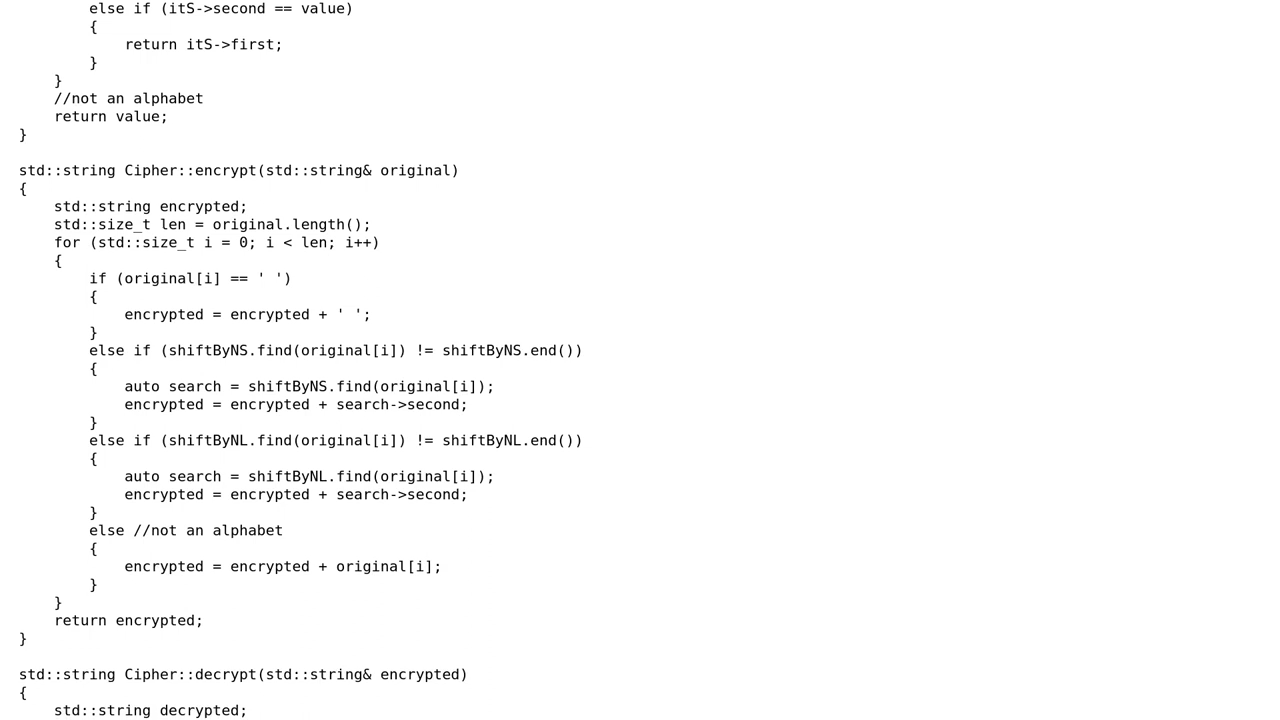 else if (itS->second == value)
        {
            return itS->first;
        }
    }
    //not an alphabet
    return value;
}

std::string Cipher::encrypt(std::string& original)
{
    std::string encrypted;
    std::size_t len = original.length();
    for (std::size_t i = 0; i < len; i++)
    {
        if (original[i] == ' ')
        {
            encrypted = encrypted + ' ';
        }
        else if (shiftByNS.find(original[i]) != shiftByNS.end())
        {
            auto search = shiftByNS.find(original[i]);
            encrypted = encrypted + search->second;
        }
        else if (shiftByNL.find(original[i]) != shiftByNL.end())
        {
            auto search = shiftByNL.find(original[i]);
            encrypted = encrypted + search->second;
        }
        else //not an alphabet
        {
            encrypted = encrypted + original[i];
        }
    }
    return encrypted;
}

std::string Cipher::decrypt(std::string& encrypted)
{
    std::string decrypted;